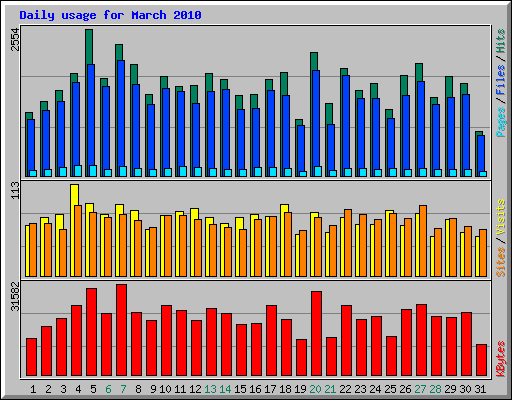 Daily usage for March 2010
2554
Pages / Files / Hits
113
Sites / Visits
31582
KBytes
1 2 3 4 5 6 7 8 9 10 11 12 13 14 15 16 17 18 19 20 21 22 23 24 25 26 27 28 29 30 31